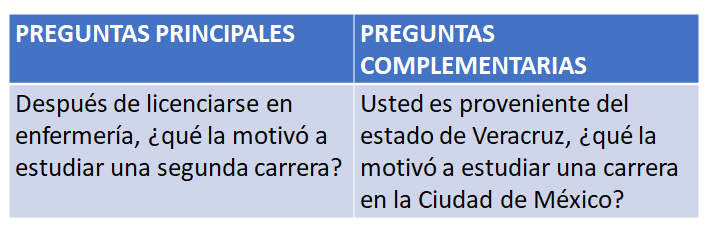 PREGUNTAS PRINCIPALES
PREGUNTAS
COMPLEMENTARIAS
Después de licenciarse en
enfermería, ¿qué la motivó a
estudiar una segunda carrera?
Usted es proveniente del
estado de Veracruz, ¿qué la
motivó a estudiar una carrera
en la Ciudad de México?